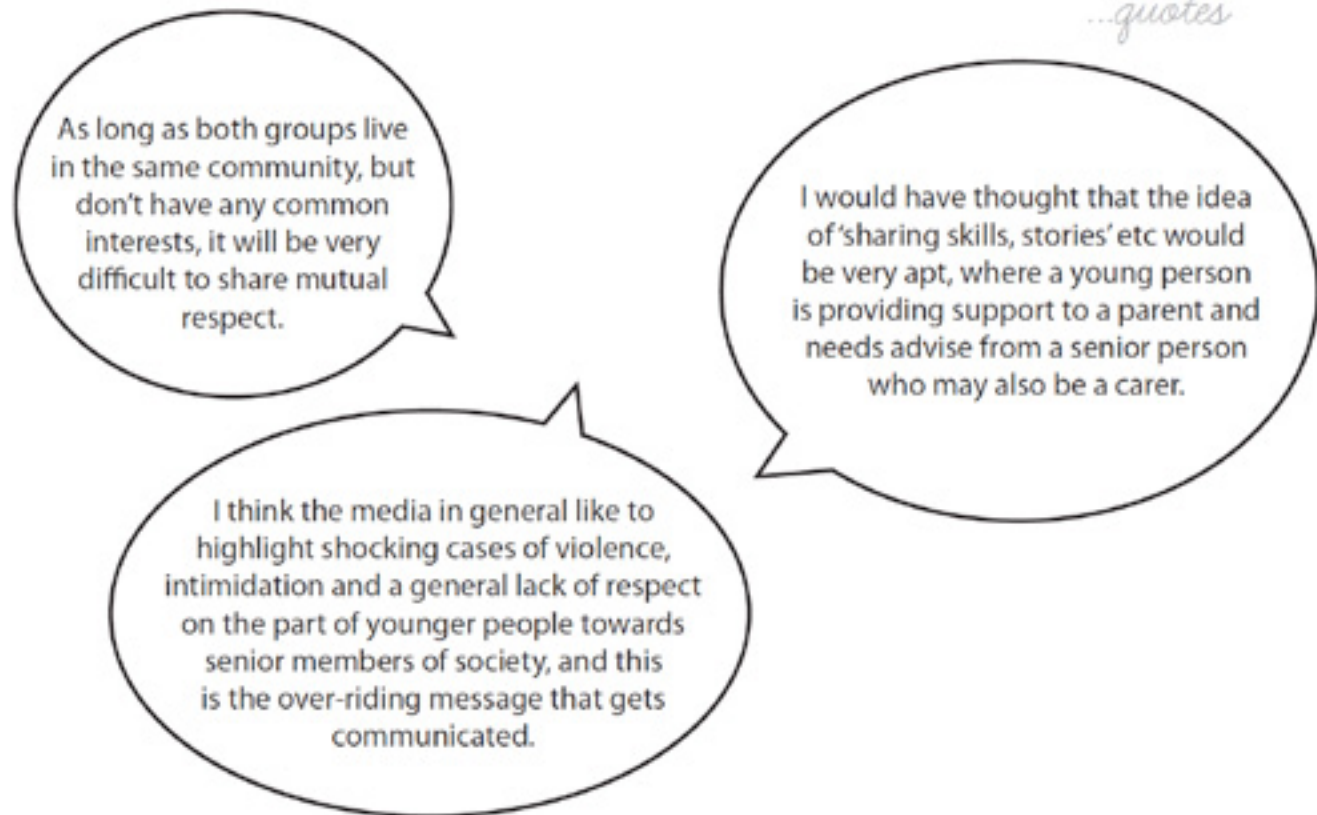 ...quotes
As long as both groups live
in the same community, but
don't have any common
interests, it will be very
difficult to share mutual
respect.
I would have thought that the idea
of 'sharing skills, stories' etc would
be very apt, where a young person
is providing support to a parent and
needs advise from a senior person
who may also be a carer.
I think the media in general like to
highlight shocking cases of violence,
intimidation and a general lack of respect
on the part of younger people towards
senior members of society, and this
is the over-riding message that gets
communicated.